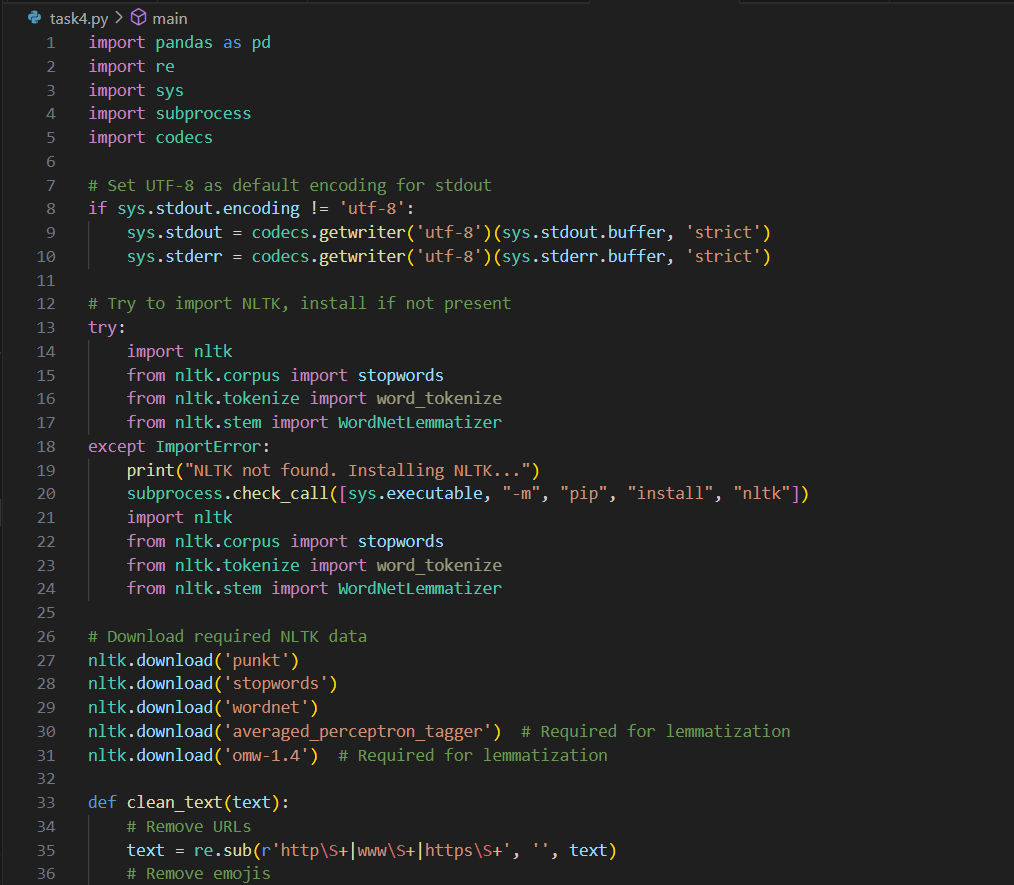 task4.py > main
1 import pandas as pd
2 import re
3 import sys
4 import subprocess
5 import codecs
6
7 # Set UTF-8 as default encoding for stdout
8 if sys.stdout.encoding != 'utf-8':
9     sys.stdout = codecs.getwriter('utf-8')(sys.stdout.buffer, 'strict')
10     sys.stderr = codecs.getwriter('utf-8')(sys.stderr.buffer, 'strict')
11
12 # Try to import NLTK, install if not present
13 try:
14     import nltk
15     from nltk.corpus import stopwords
16     from nltk.tokenize import word_tokenize
17     from nltk.stem import WordNetLemmatizer
18 except ImportError:
19     print("NLTK not found. Installing NLTK...")
20     subprocess.check_call([sys.executable, "-m", "pip", "install", "nltk"])
21     import nltk
22     from nltk.corpus import stopwords
23     from nltk.tokenize import word_tokenize
24     from nltk.stem import WordNetLemmatizer
25
26 # Download required NLTK data
27 nltk.download('punkt')
28 nltk.download('stopwords')
29 nltk.download('wordnet')
30 nltk.download('averaged_perceptron_tagger')  # Required for lemmatization
31 nltk.download('omw-1.4')  # Required for lemmatization
32
33 def clean_text(text):
34     # Remove URLs
35     text = re.sub(r'http\S+|www\S+|https\S+', '', text)
36     # Remove emojis